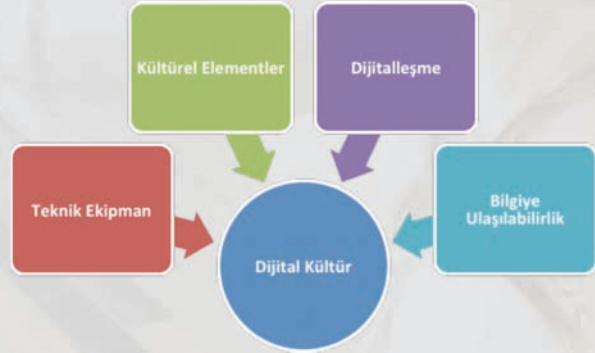 Kültürel Elementler
Dijitalleşme
Teknik Ekipman
Bilgiye
Ulaşılabilirlik
Dijital Kültür